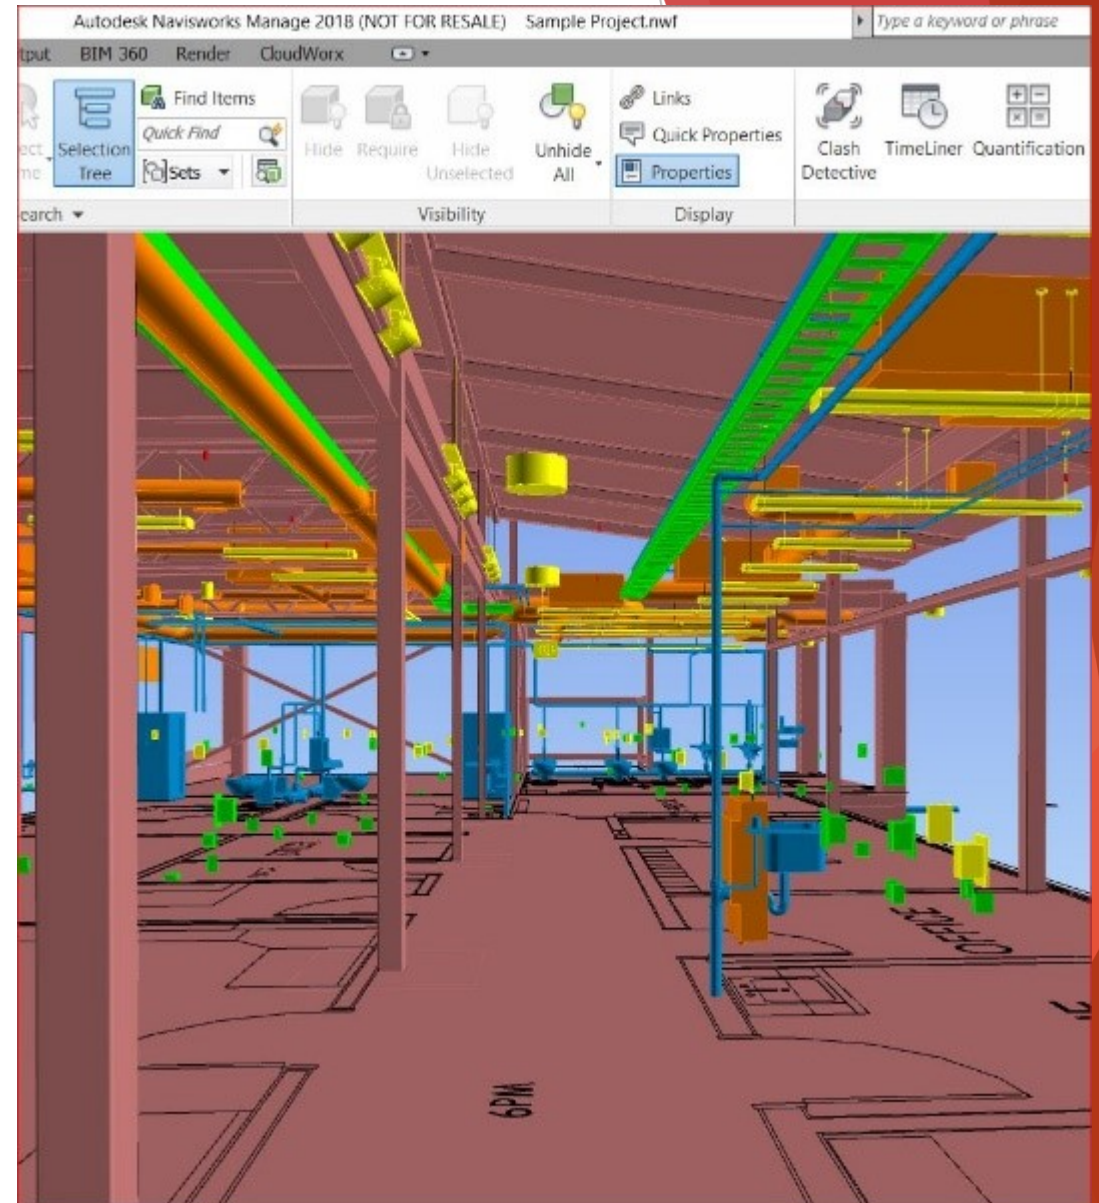 Autodesk Navisworks Manage 2018 (NOT FOR RESALE) Sample Project.nwf
Type a keyword or phrase
tput BIM 360 Render CloudWorx
Find Items
Quick Find
Selection
Tree
Sets
earch
Hide
Require
Hide
Unselected
Unhide
All
Visibility
Links
Quick Properties
Properties
Display
Clash
Detective
TimeLiner
Quantification
OFFICE